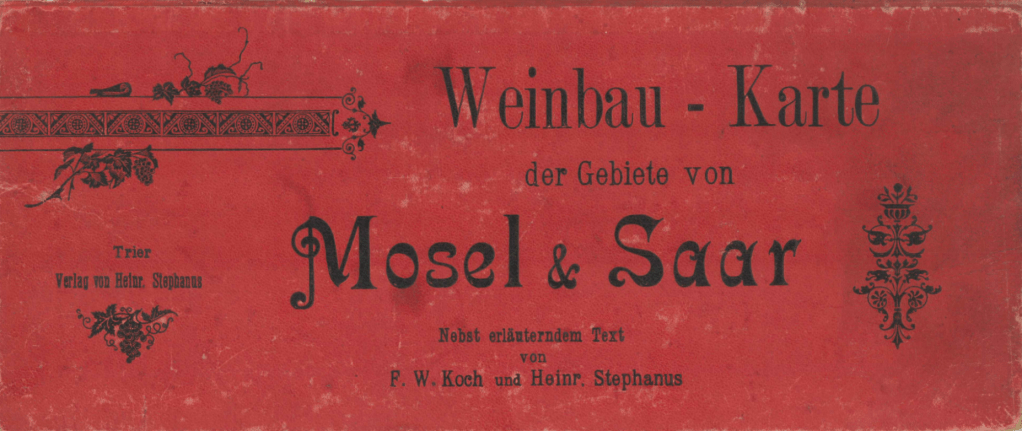 Weinbau - Karte
der Gebiete von
Mosel & Saar
Trier
Verlag von Heinr. Stephanus
Nebst erläuterndem Text
von
F. W. Koch und Heinr. Stephanus